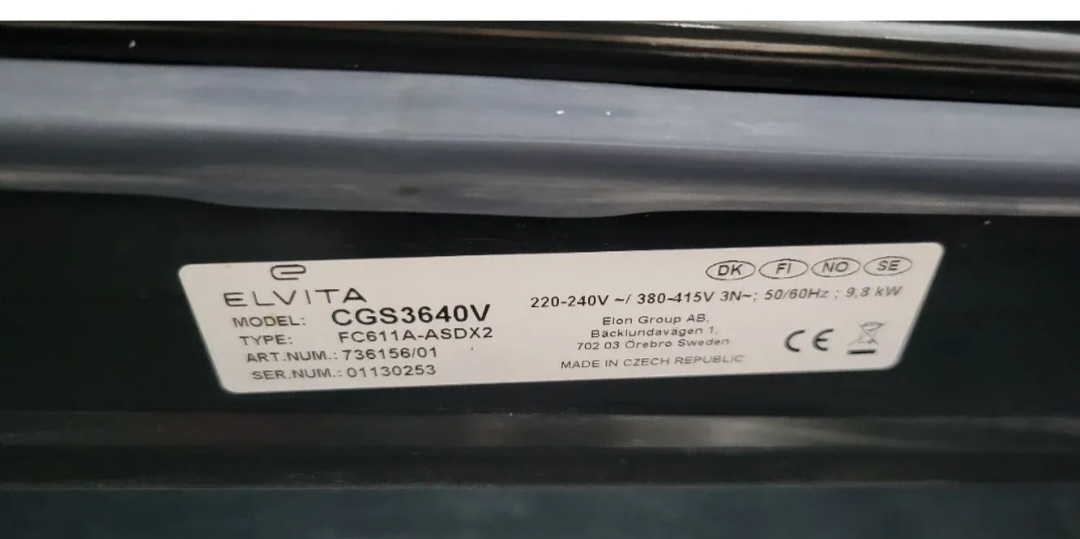 ELVITA
MODEL: CGS3640V
TYPE: FC611A-ASDX2
ART.NUM.: 736156/01
SER.NUM.: 01130253
DK FI NO SE
220-240V ~/ 380-415V 3N~; 50/60Hz ; 9,8 kW
Elon Group AB,
Bäcklundavägen 1,
702 03 Örebro Sweden
MADE IN CZECH REPUBLIC
CE